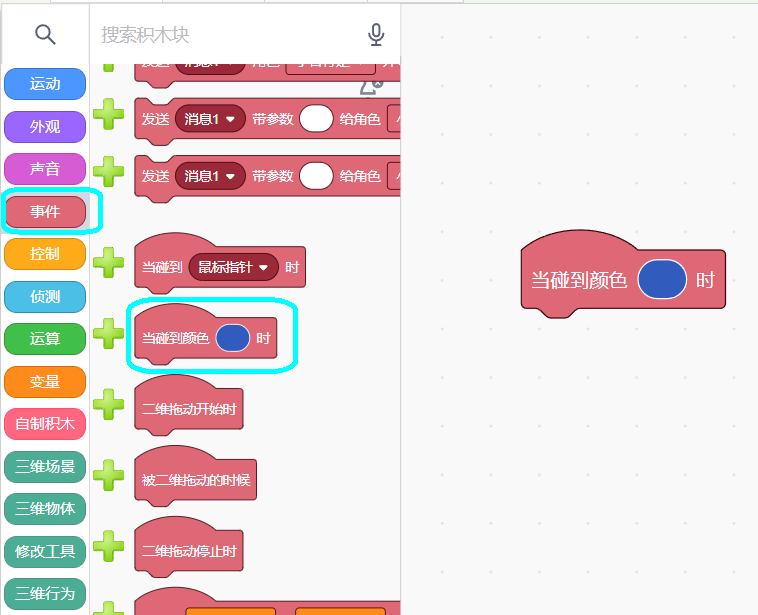 搜索积木块
运动
外观
声音
事件
控制
侦测
运算
变量
自制积木
三维场景
三维物体
修改工具
三维行为
发送 消息1 带参数 给角色
发送 消息1 带参数 给角色
当碰到 鼠标指针 时
当碰到颜色 时
二维拖动开始时
被二维拖动的时候
二维拖动停止时
当碰到颜色 时